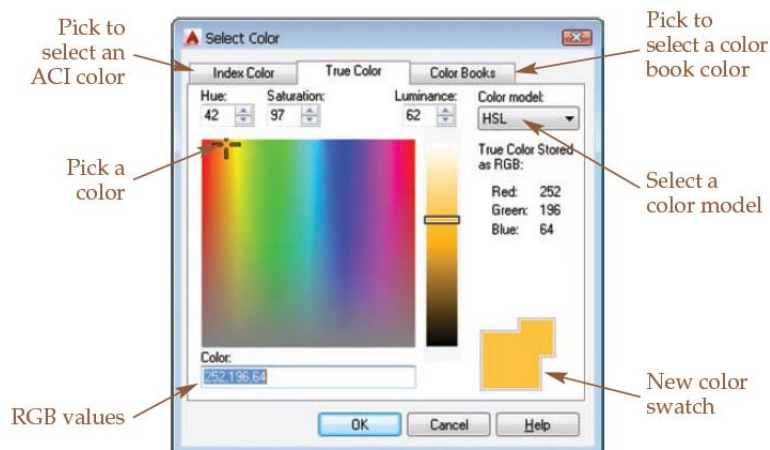 Pick to
select an
ACI color
Pick to
select a color
book color
Select Color
Index Color
True Color
Color Books
Hue:
Saturation:
Luminance:
Color model:
42
97
62
HSL
Pick a
color
True Color Stored
as RGB:
Red: 252
Green: 196
Blue: 64
Select a
color model
Color:
252,196,64
RGB values
New color
swatch
OK
Cancel
Help